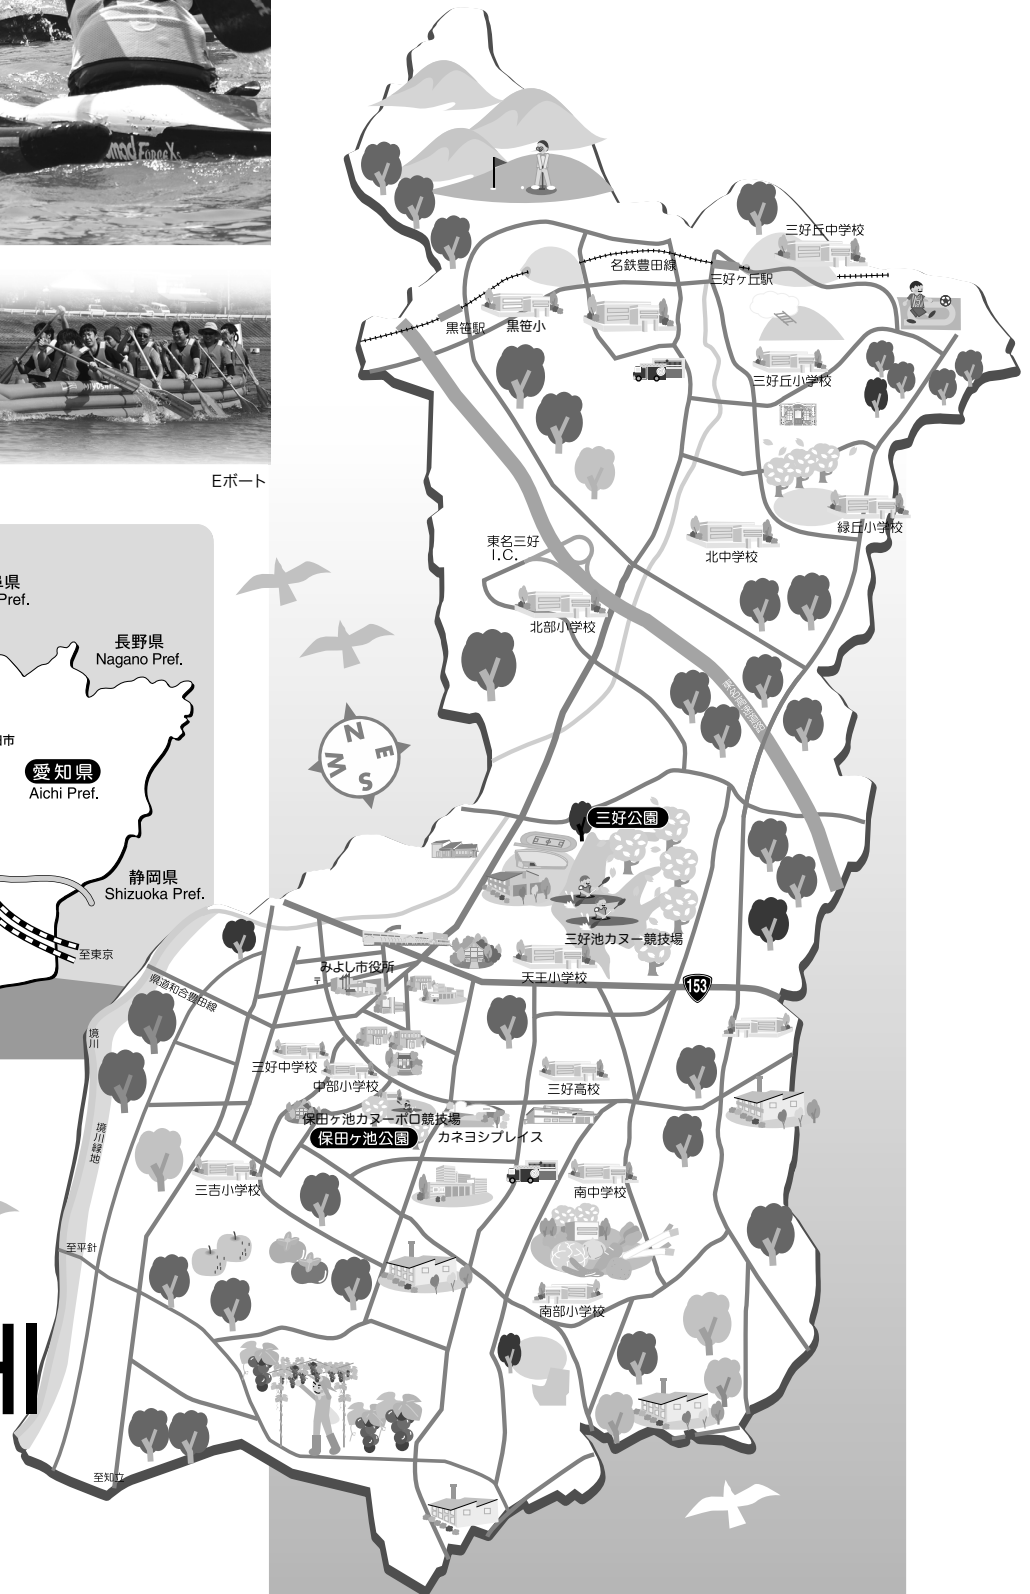 Eボート
県
Pref.
長野県
Nagano Pref.
市
愛知県
Aichi Pref.
静岡県
Shizuoka Pref.
至東京
HI
三好丘中学校
名鉄豊田線
三好ヶ丘駅
黒笹駅
黒笹小
三好丘小学校
緑丘小学校
北中学校
東名三好
I.C.
北部小学校
N
E
S
W
三好公園
三好池カヌー競技場
みよし市役所
天王小学校
153
県道和合豊田線
境川
三好中学校
中部小学校
三好高校
保田ヶ池カヌーポロ競技場
保田ヶ池公園
カネヨシプレイス
境川緑地
三吉小学校
南中学校
至平針
南部小学校
至知立